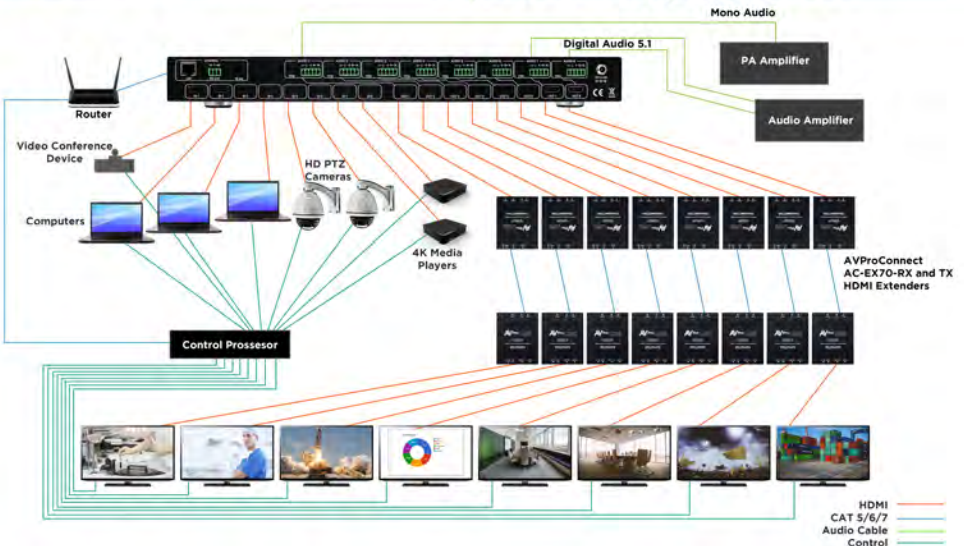 Mono Audio
Digital Audio 5.1
PA Amplifier
Audio Amplifier
Router
Video Conference
Device
HD PTZ
Cameras
Computers
4K Media
Players
AVProConnect
AC-EX70-RX and TX
HDMI Extenders
Control Prossesor
HDMI
CAT 5/6/7
Audio Cable
Control